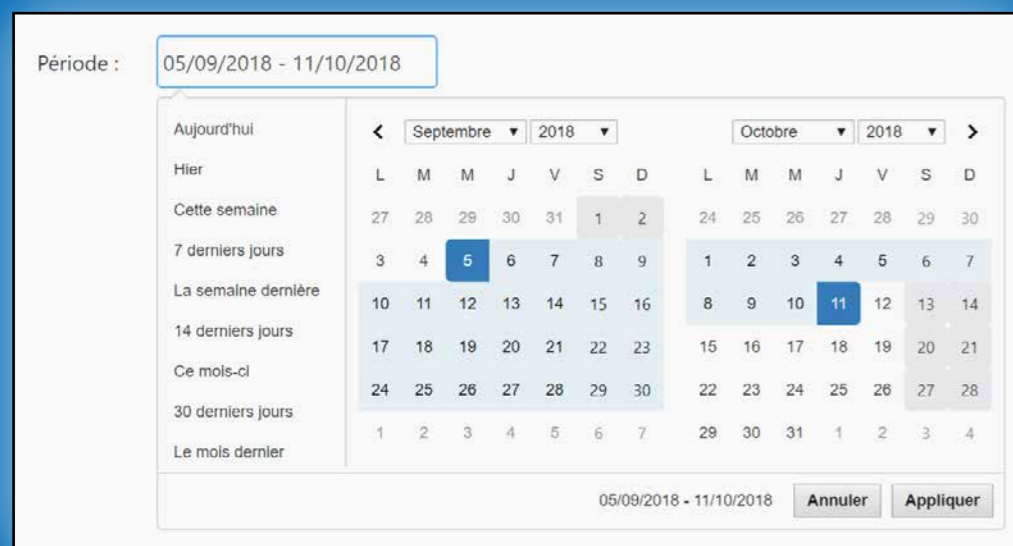 Période :
05/09/2018 - 11/10/2018
Aujourd'hui
Hier
Cette semaine
7 derniers jours
La semaine dernière
14 derniers jours
Ce mois-ci
30 derniers jours
Le mois dernier
Septembre 2018
L M M J V S D
27 28 29 30 31 1 2
3 4 5 6 7 8 9
10 11 12 13 14 15 16
17 18 19 20 21 22 23
24 25 26 27 28 29 30
1 2 3 4 5 6 7
Octobre 2018
L M M J V S D
24 25 26 27 28 29 30
1 2 3 4 5 6 7
8 9 10 11 12 13 14
15 16 17 18 19 20 21
22 23 24 25 26 27 28
29 30 31 1 2 3 4
05/09/2018 - 11/10/2018
Annuler
Appliquer